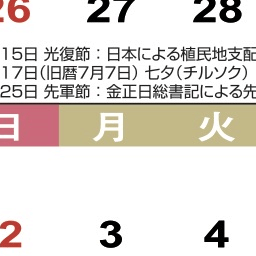 26 27 28
15日 光復節：日本による植民地支配
17日（旧暦7月7日） 七夕（チルソク）
25日 先軍節：金正日総書記による先
日 月 火
2 3 4